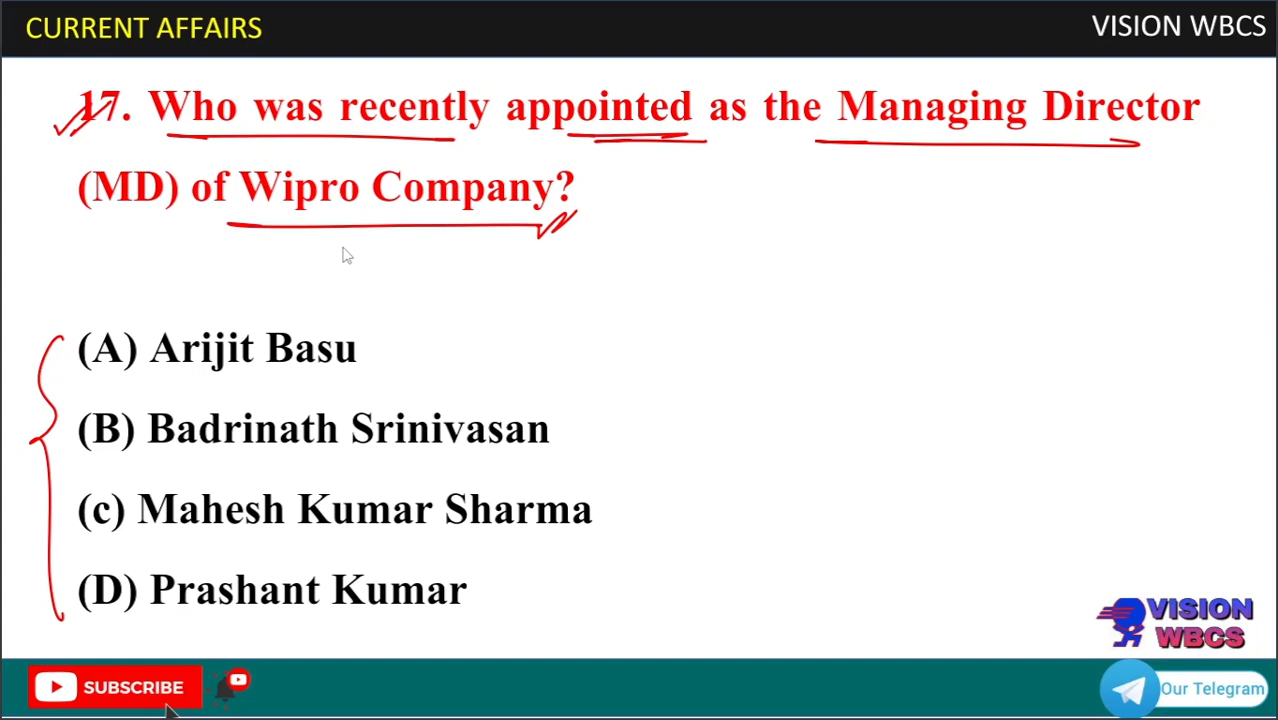 CURRENT AFFAIRS
VISION WBCS
17. Who was recently appointed as the Managing Director
(MD) of Wipro Company?
(A) Arijit Basu
(B) Badrinath Srinivasan
(c) Mahesh Kumar Sharma
(D) Prashant Kumar
VISION
WBCS
SUBSCRIBE
Our Telegram